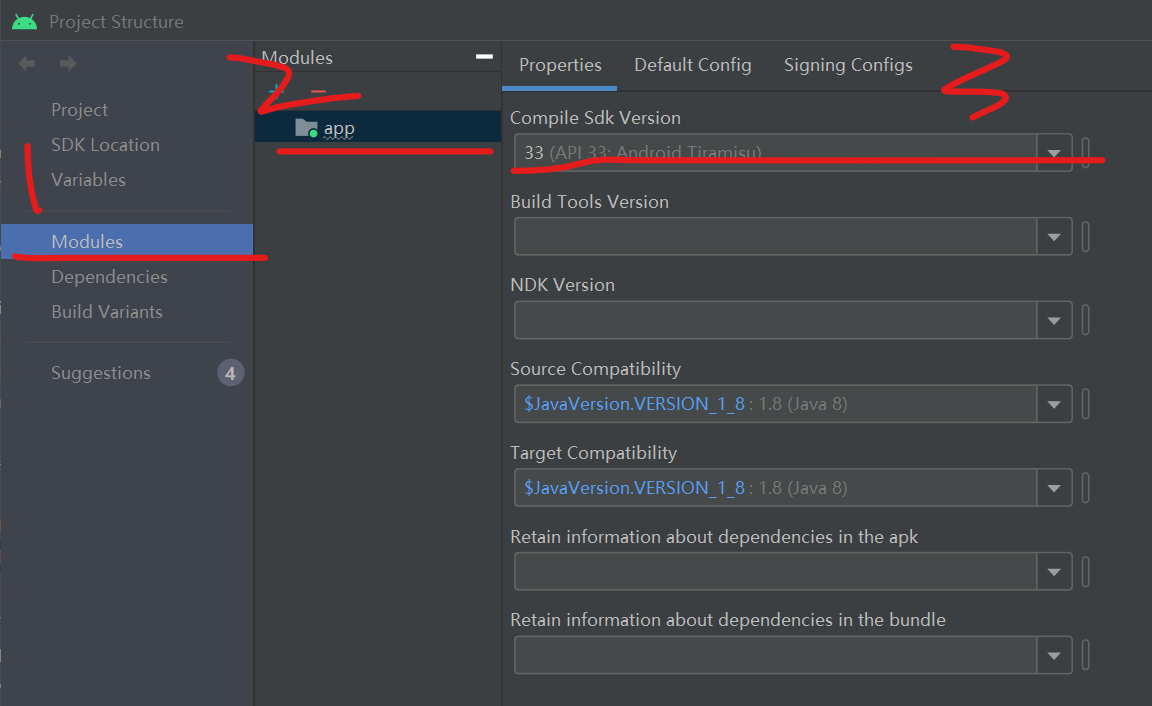 Project Structure
Project
SDK Location
Variables
Modules
Dependencies
Build Variants
Suggestions 4
1
Modules
2
app
Properties Default Config Signing Configs
3
Compile Sdk Version
33 (API 33: Android Tiramisu)
Build Tools Version
NDK Version
Source Compatibility
$JavaVersion.VERSION_1_8 : 1.8 (Java 8)
Target Compatibility
$JavaVersion.VERSION_1_8 : 1.8 (Java 8)
Retain information about dependencies in the apk
Retain information about dependencies in the bundle